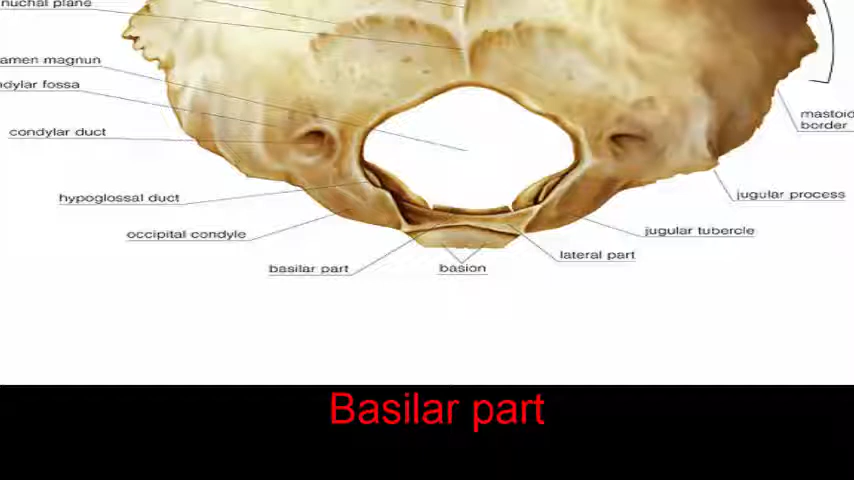 nuchal plane
amen magnun
dylar fossa
condylar duct
mastoid
border
hypoglossal duct
jugular process
occipital condyle
jugular tubercle
lateral part
basilar part
basion
Basilar part